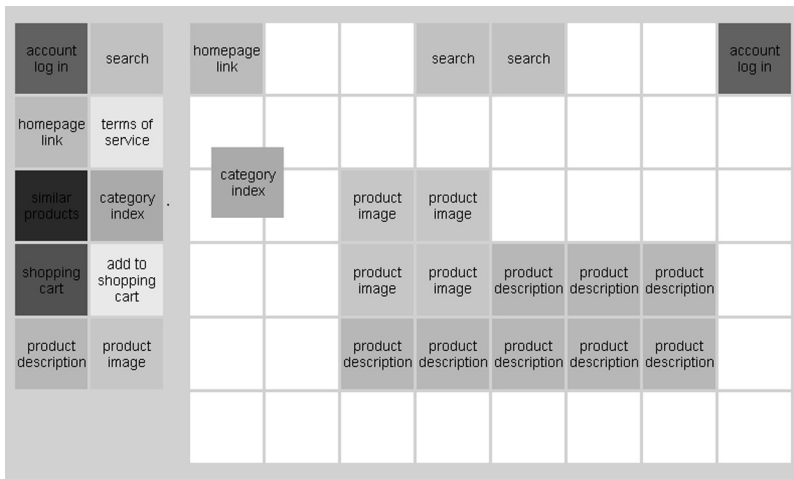 account
log in
search
homepage
link
search
search
account
log in
homepage
link
terms of
service
similar
products
category
index
category
index
product
image
product
image
shopping
cart
add to
shopping
cart
product
image
product
image
product
description
product
description
product
description
product
description
product
image
product
description
product
description
product
description
product
description
product
description